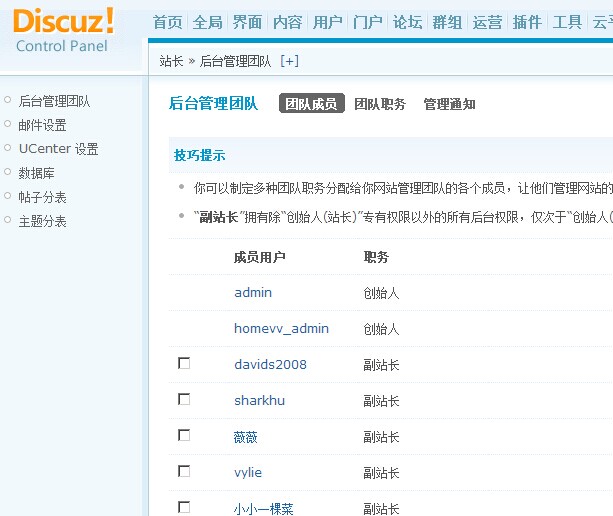 Discuz!
Control Panel
首页 全局 界面 内容 用户 门户 论坛 群组 运营 插件 工具
站长 » 后台管理团队 [+]
后台管理团队
邮件设置
UCenter 设置
数据库
帖子分表
主题分表
后台管理团队 团队成员 团队职务 管理通知
技巧提示
你可以制定多种团队职务分配给你网站管理团队的各个成员，让他们管理网站的
“副站长”拥有除“创始人(站长)”专有权限以外的所有后台权限，仅次于“创始人(
成员用户 职务
admin 创始人
homevv_admin 创始人
davids2008 副站长
sharkhu 副站长
薇薇 副站长
vylie 副站长
小小一棵菜 副站长